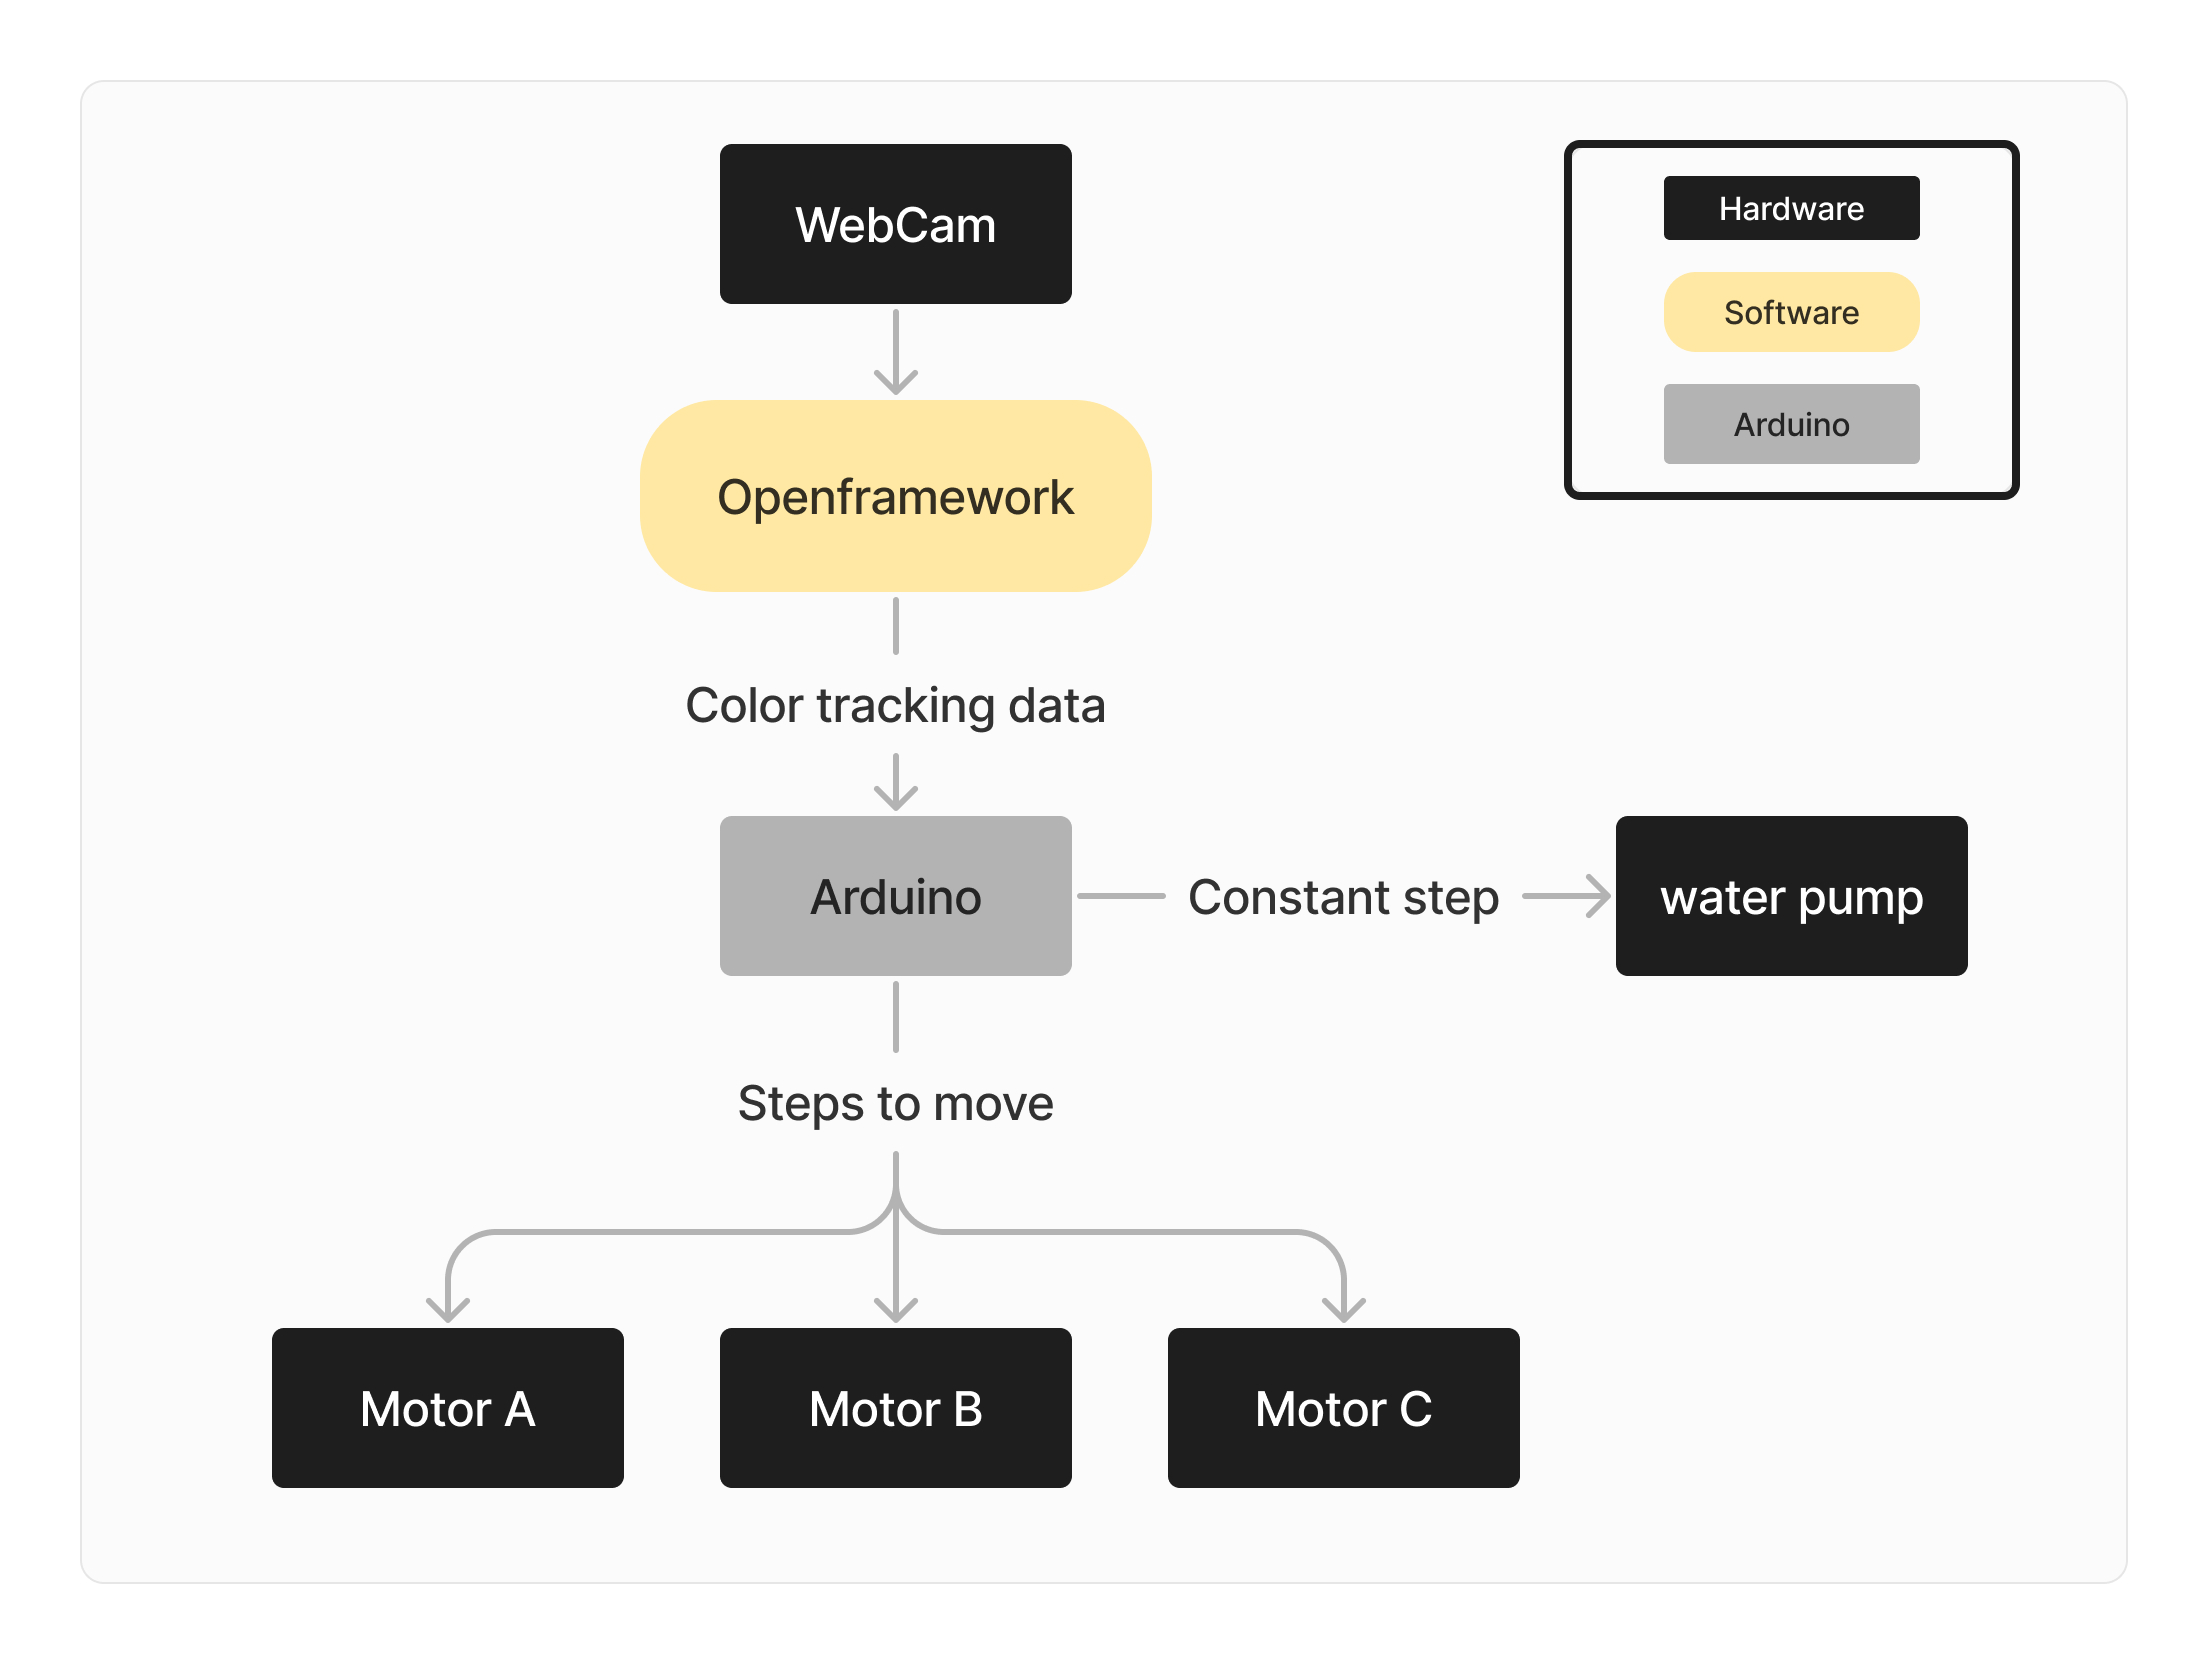 WebCam
Hardware
Software
Arduino
Openframework
Color tracking data
Arduino
Constant step
water pump
Steps to move
Motor A
Motor B
Motor C